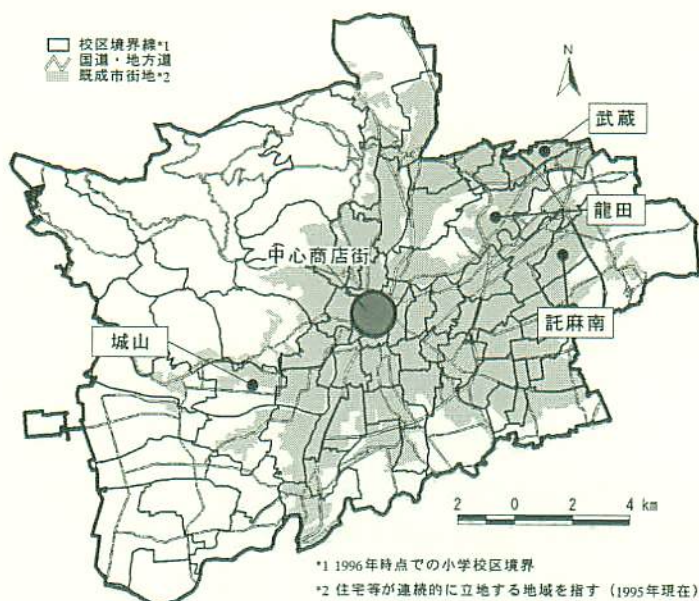 校区境界線*1
国道・地方道
既成市街地*2
N
武蔵
龍田
中心商店街
託麻南
城山
2 0 2 4 km
*1 1996年時点での小学校区境界
*2 住宅等が連続的に立地する地域を指す（1995年現在）